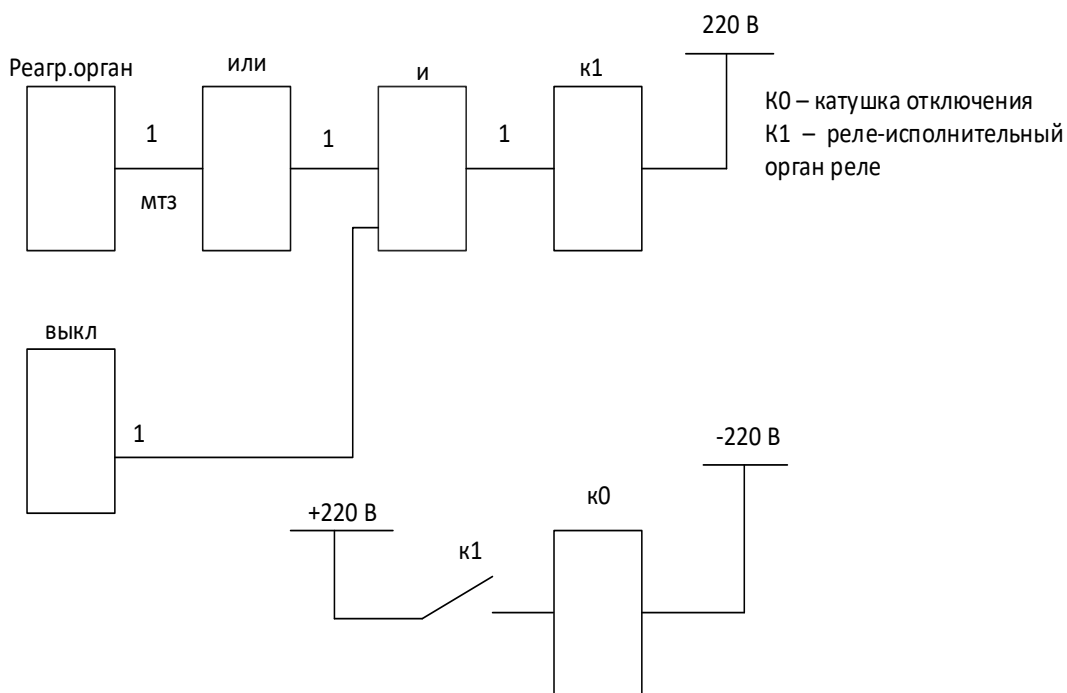 220 В
Реагр.орган
или
и
к1
К0 – катушка отключения
К1 – реле-исполнительный
орган реле
1
1
1
мтз
выкл
1
-220 В
к0
+220 В
к1